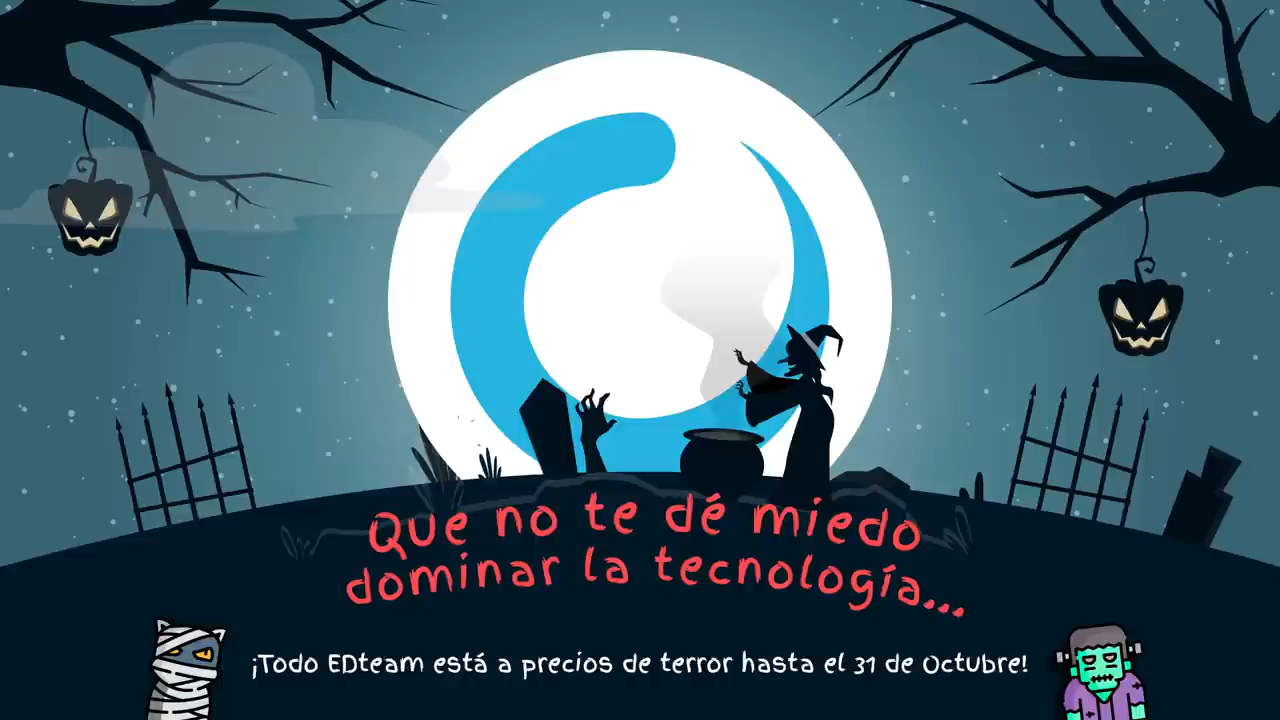 Que no te dé miedo
dominar la tecnología...
¡Todo EDteam está a precios de terror hasta el 31 de Octubre!